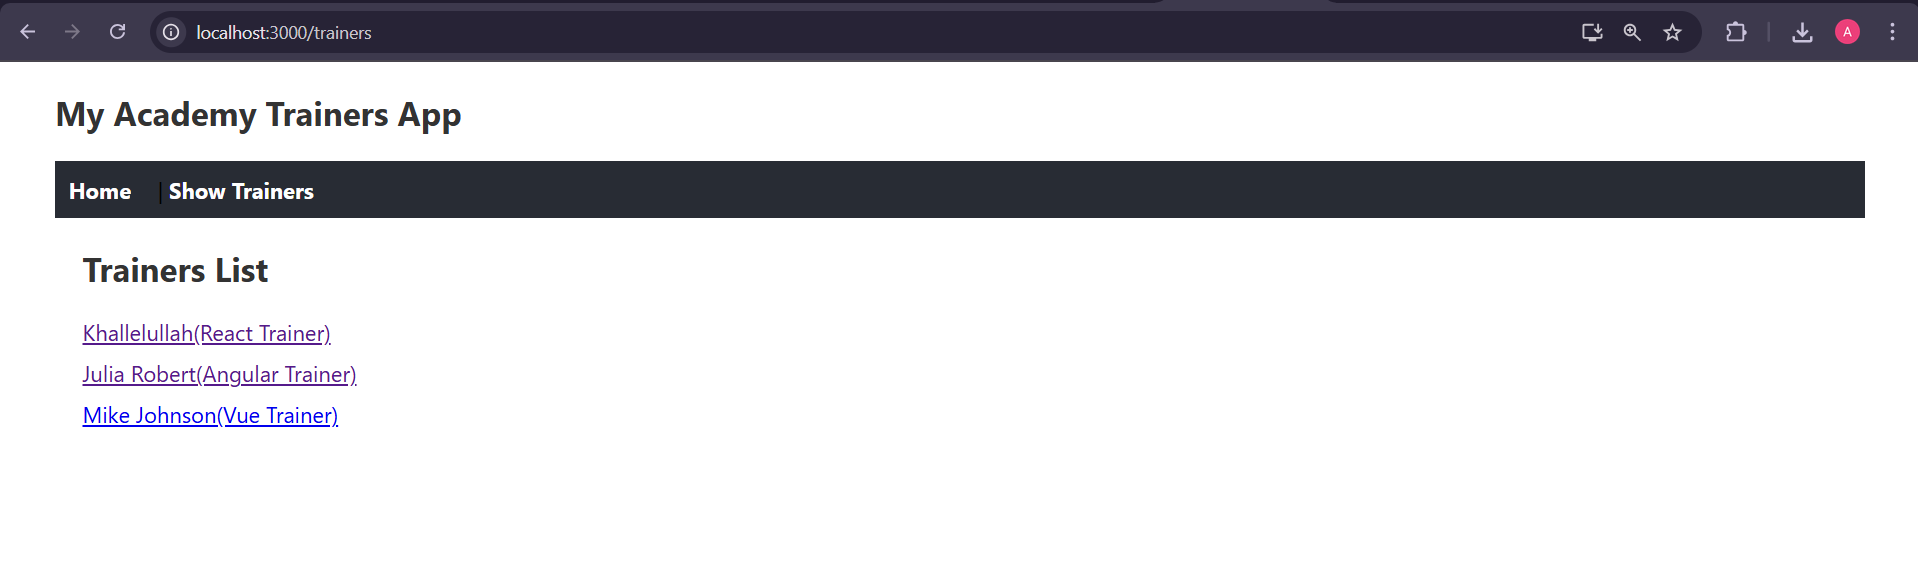 localhost:3000/trainers
A
My Academy Trainers App
Home | Show Trainers
Trainers List
Khallelullah(React Trainer)
Julia Robert(Angular Trainer)
Mike Johnson(Vue Trainer)